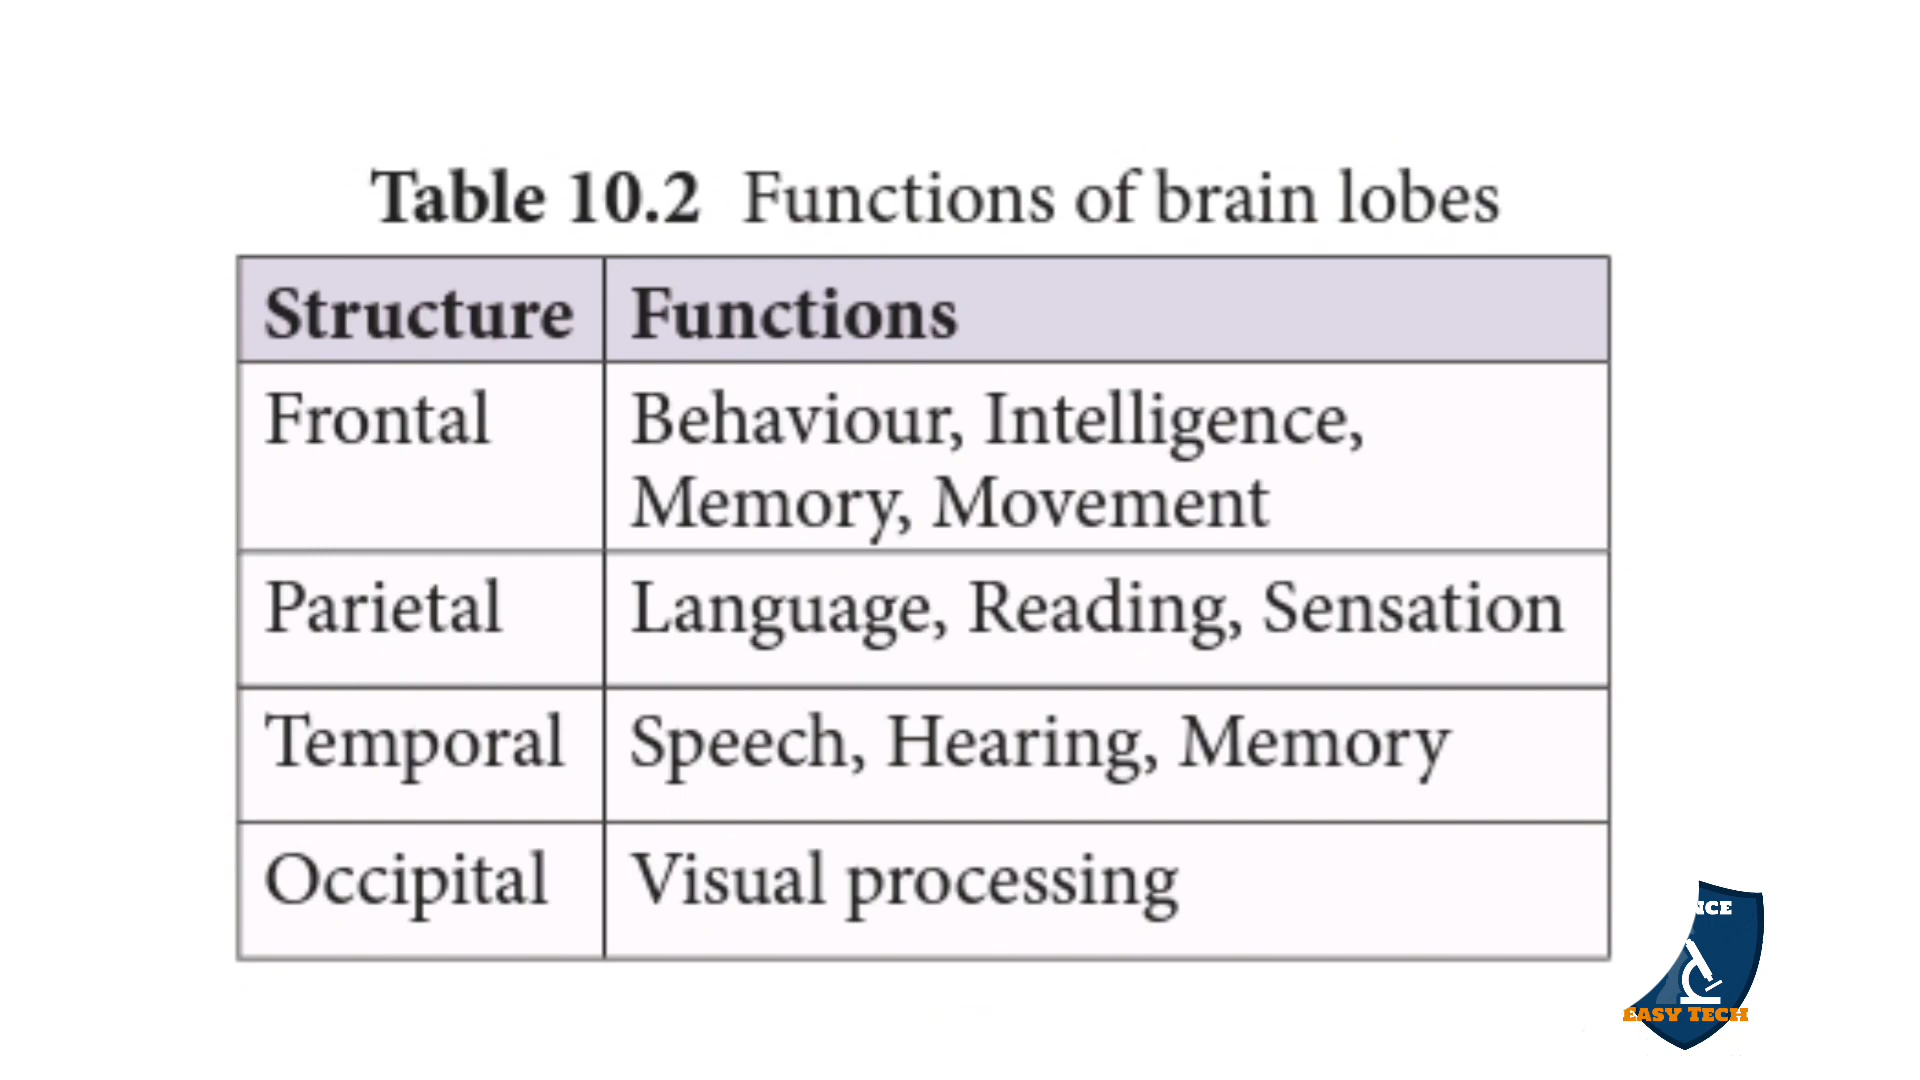 Table 10.2 Functions of brain lobes
Structure Functions
Frontal Behaviour, Intelligence,
Memory, Movement
Parietal Language, Reading, Sensation
Temporal Speech, Hearing, Memory
Occipital Visual processing
EASY TECH